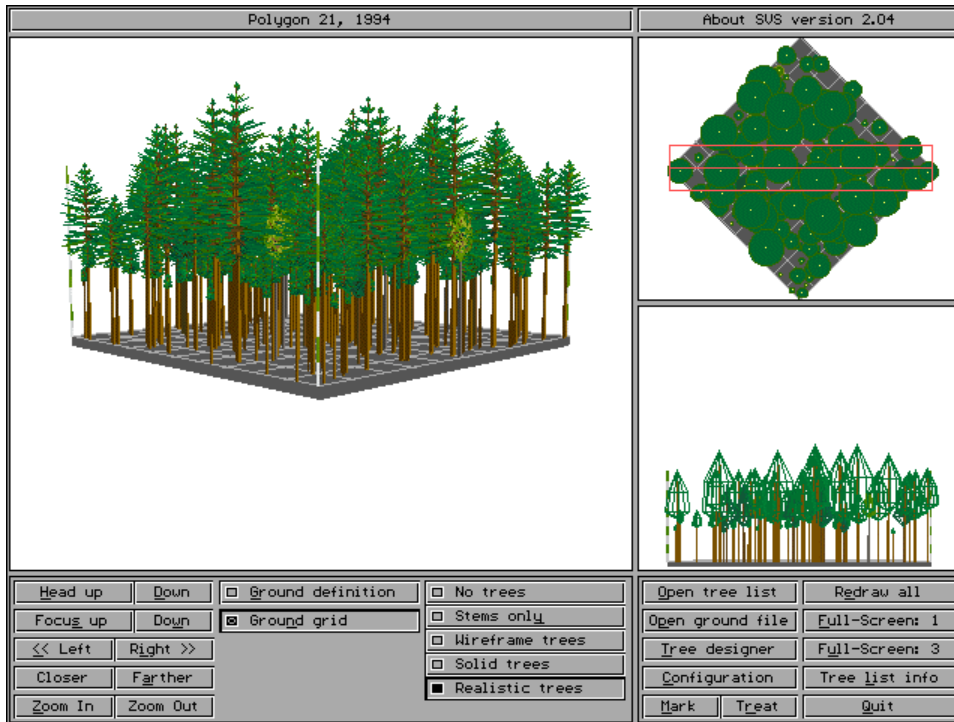 Polygon 21, 1994
About SVS version 2.04
Head up
Down
Ground definition
No trees
Open tree list
Redraw all
Focus up
Down
Ground grid
Stems only
Open ground file
Full-Screen: 1
<< Left
Right >>
Wireframe trees
Tree designer
Full-Screen: 3
Closer
Farther
Solid trees
Configuration
Tree list info
Zoom In
Zoom Out
Realistic trees
Mark
Treat
Quit